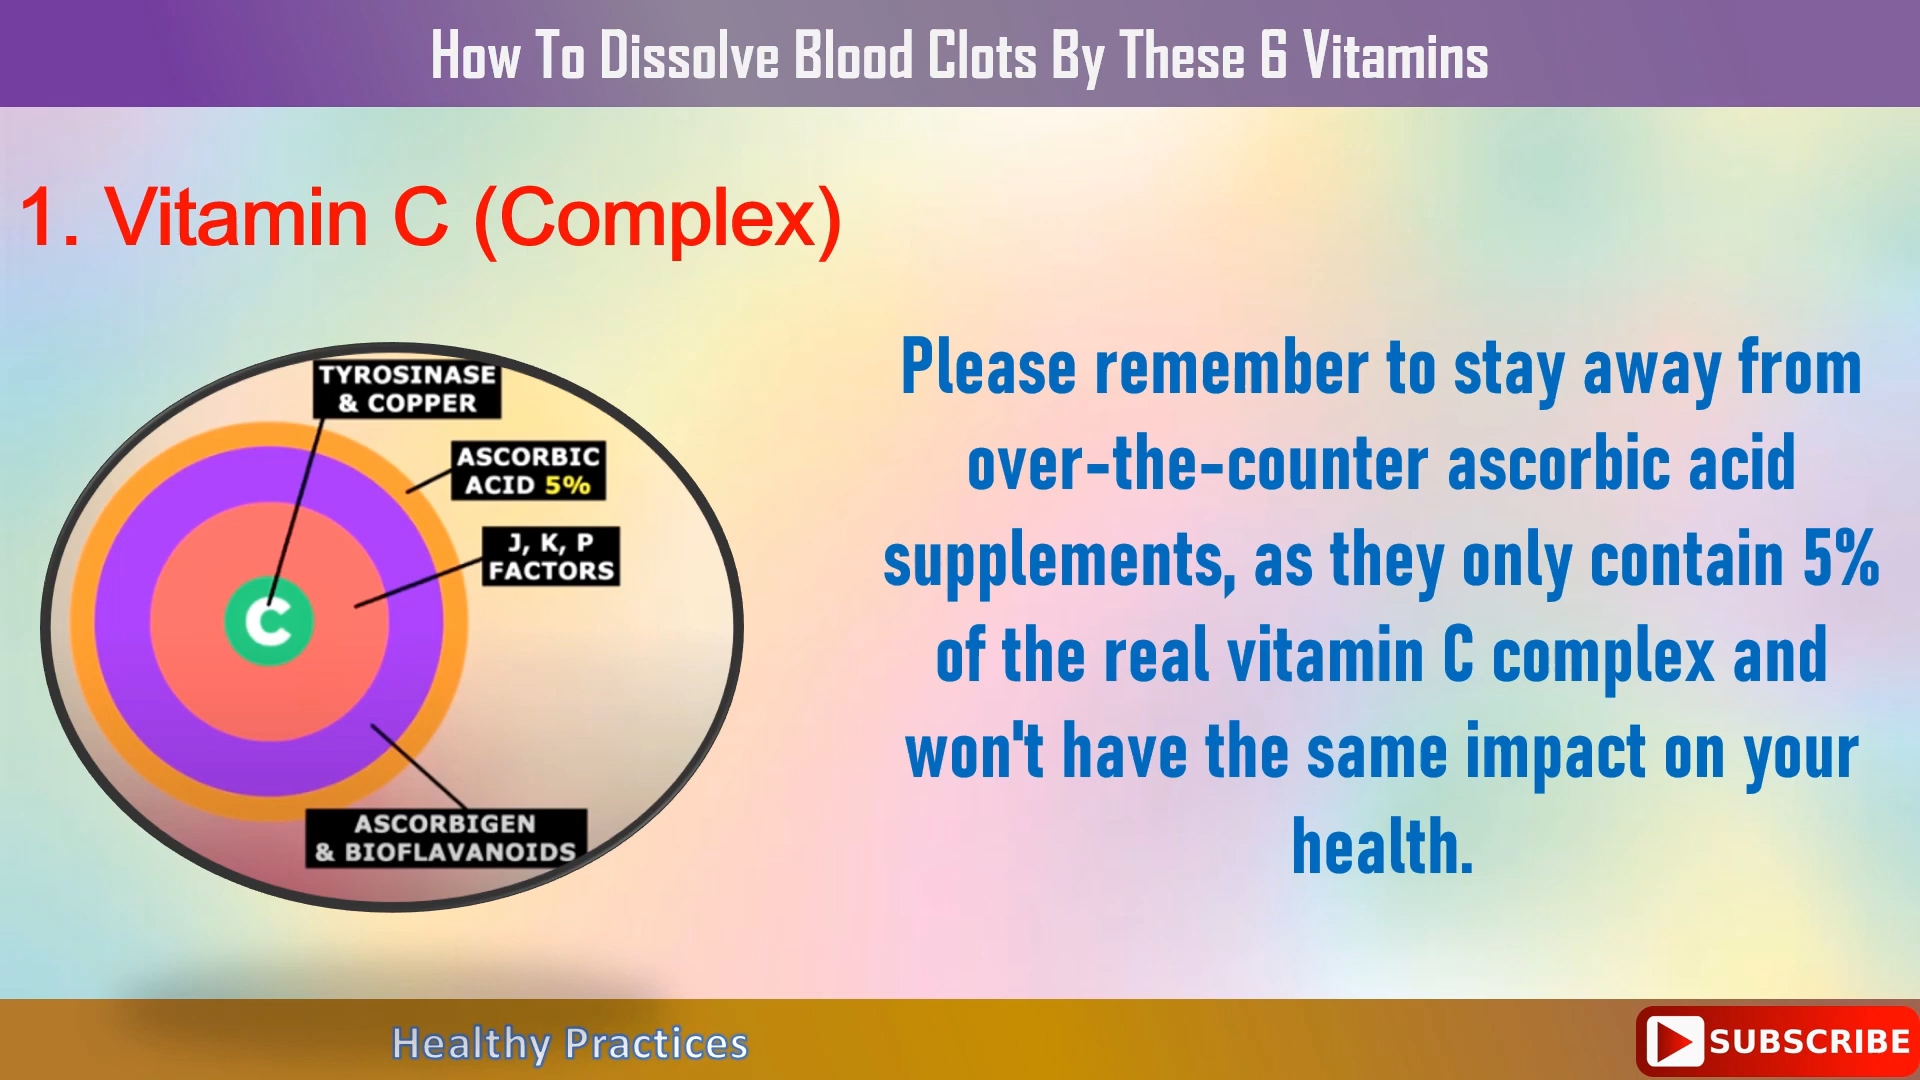 How To Dissolve Blood Clots By These 6 Vitamins
1. Vitamin C (Complex)
TYROSINASE
& COPPER
ASCORBIC
ACID 5%
J, K, P
FACTORS
C
ASCORBIGEN
& BIOFLAVANOIDS
Please remember to stay away from
over-the-counter ascorbic acid
supplements, as they only contain 5%
of the real vitamin C complex and
won't have the same impact on your
health.
Healthy Practices
SUBSCRIBE